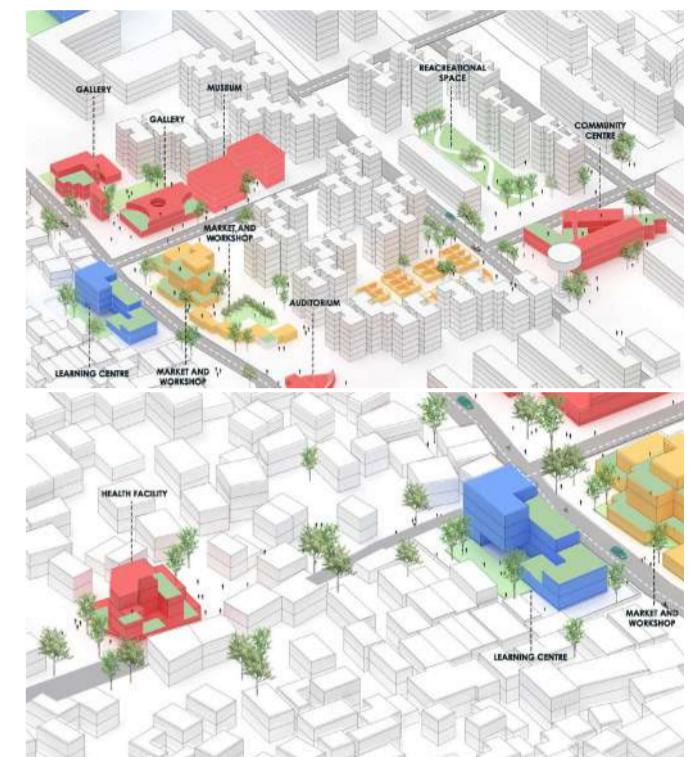 GALLERY
MUSEUM
REACREATIONAL
SPACE
GALLERY
COMMUNITY
CENTRE
MARKET AND
WORKSHOP
AUDITORIUM
LEARNING CENTRE
MARKET AND
WORKSHOP
HEALTH FACILITY
MARKET AND
WORKSHOP
LEARNING CENTRE